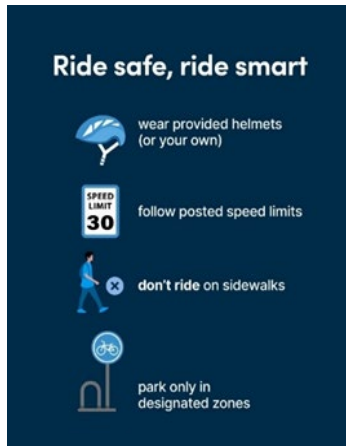 Ride safe, ride smart
wear provided helmets
(or your own)
SPEED
LIMIT
30
follow posted speed limits
don't ride on sidewalks
park only in
designated zones